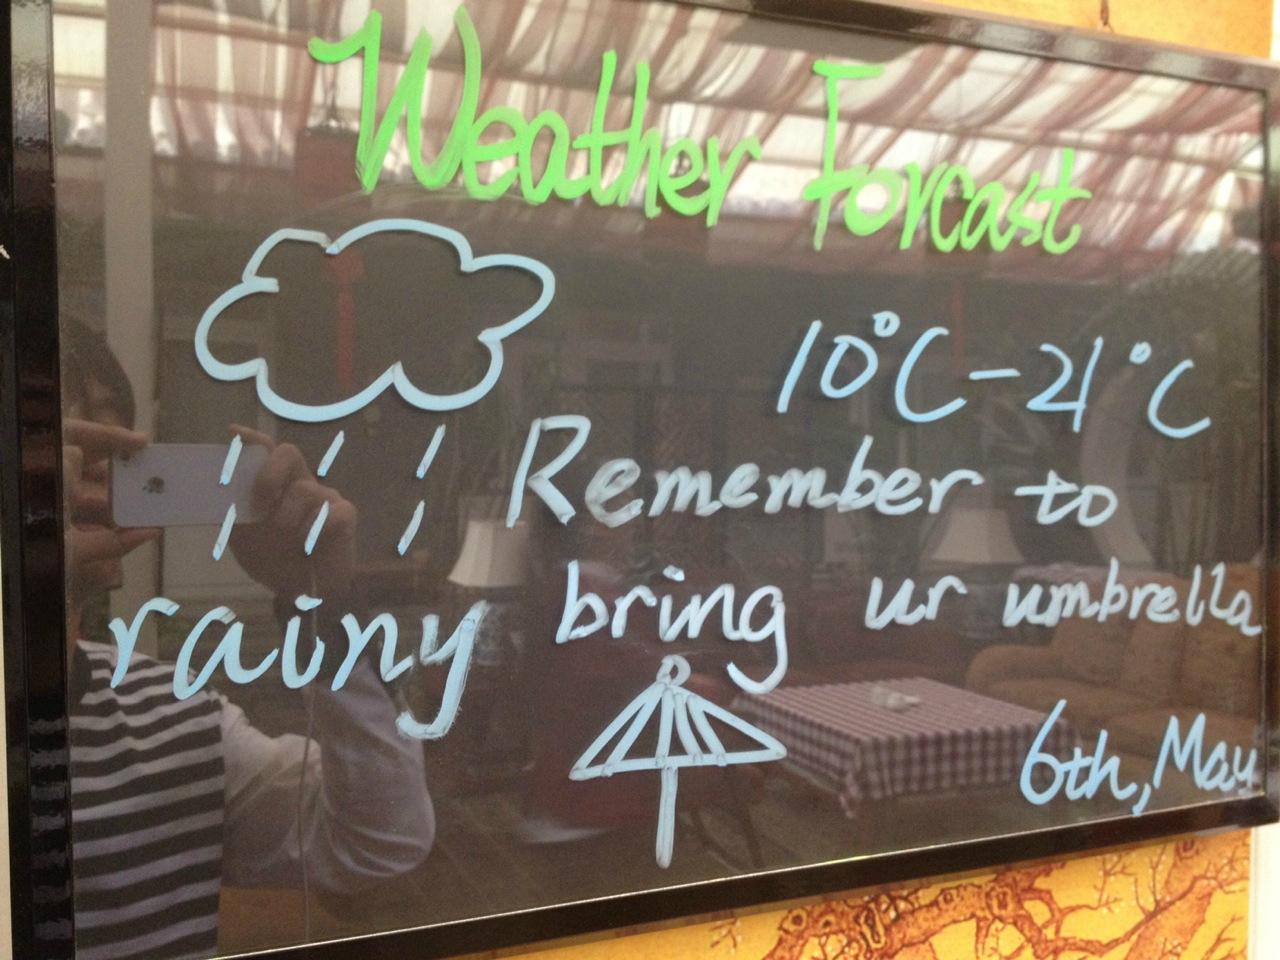 Weather Forcast
10°C-21°C
Remember to
rainy bring ur umbrella
6th, May